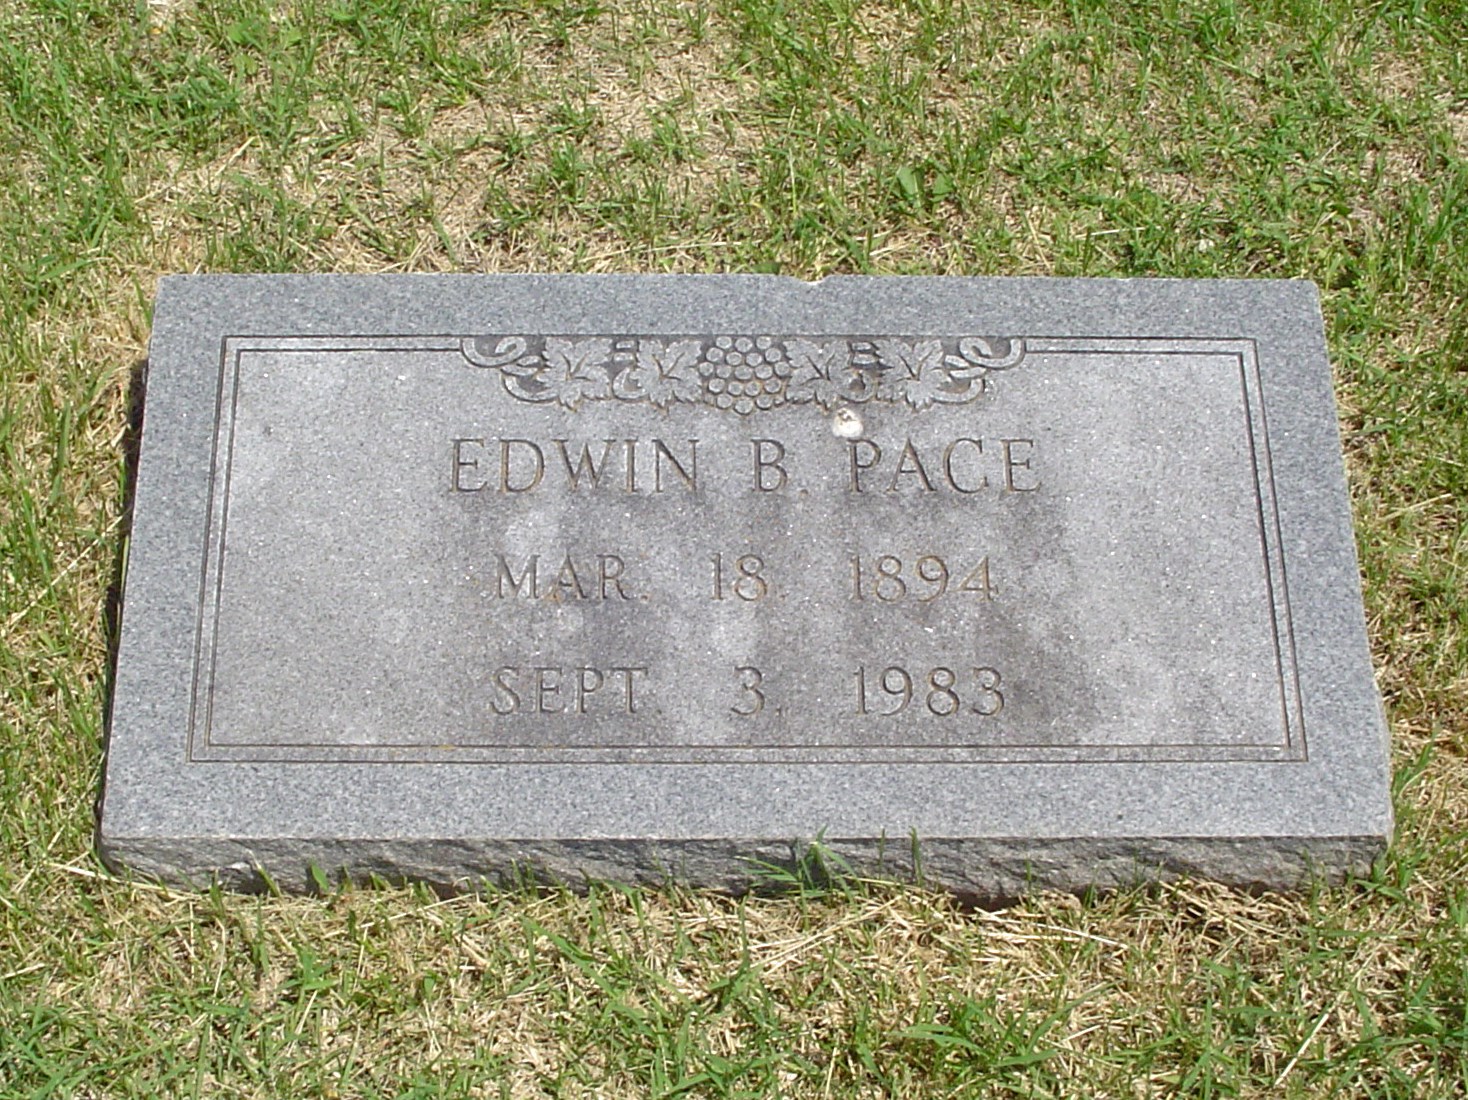 EDWIN B. PACE
MAR. 18. 1894
SEPT. 3. 1983